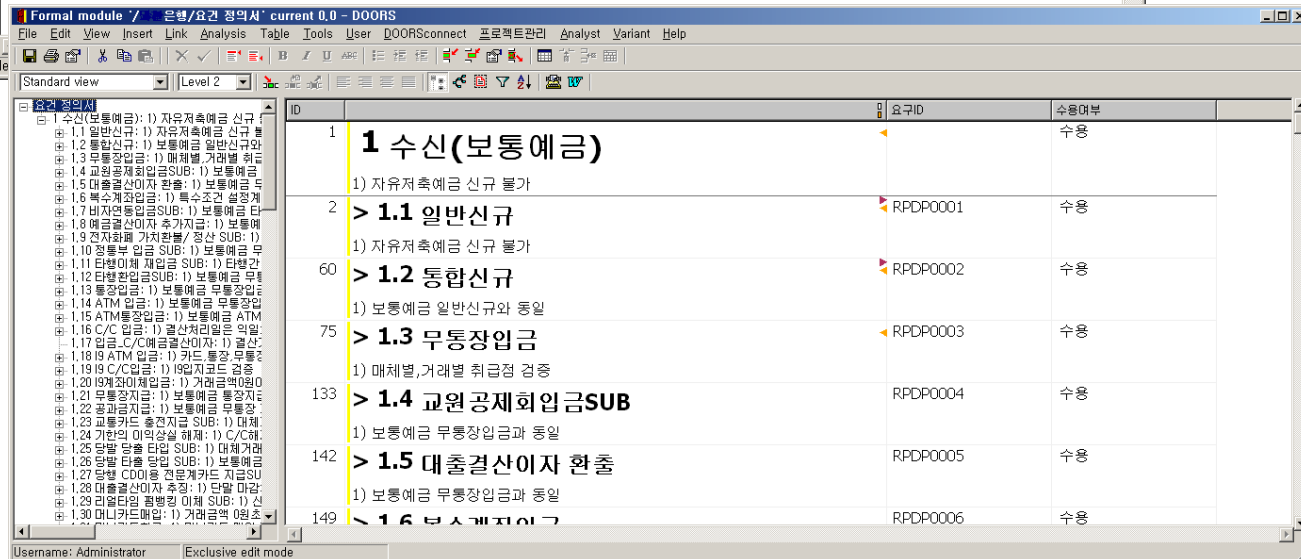 Formal module '/ 은행/요건 정의서' current 0.0 - DOORS
File Edit View Insert Link Analysis Table Tools User DOORSconnect 프로젝트관리 Analyst Variant Help
Standard view Level 2
요건 정의서
1 수신(보통예금): 1) 자유저축예금 신규
1.1 일반신규: 1) 자유저축예금 신규
1.2 통합신규: 1) 보통예금 일반신규와
1.3 무통장입금: 1) 매체별,거래별 취급
1.4 교원공제회입금SUB: 1) 보통예금
1.5 대출결산이자 환출: 1) 보통예금 무
1.6 복수계좌입금: 1) 특수조건 설정계
1.7 비자연동입금SUB: 1) 보통예금 타
1.8 예금결산이자 추가지급: 1) 보통예
1.9 전자화폐 가치환불/ 정산 SUB: 1)
1.10 정통부 입금 SUB: 1) 보통예금 무
1.11 타행이체 재입금 SUB: 1) 타행간
1.12 타행환입금SUB: 1) 보통예금 무통
1.13 통장입금: 1) 보통예금 무통장입금
1.14 ATM 입금: 1) 보통예금 무통장입
1.15 ATM통장입금: 1) 보통예금 ATM
1.16 C/C 입금: 1) 결산처리일은 익일
1.17 입금_C/C예금결산이자: 1) 결산
1.18 I9 ATM 입금: 1) 카드,통장,무통장
1.19 I9 C/C입금: 1) I9입지코드 검증
1.20 I9계좌이체입금: 1) 거래금액0원
1.21 무통장지급: 1) 보통예금 통장지급
1.22 공과금지급: 1) 보통예금 무통장
1.23 교통카드 충전지급 SUB: 1) 대체
1.24 기한의 이익상실 해제: 1) C/C해
1.25 당발 당출 타입 SUB: 1) 대체거래
1.26 당발 타출 당입 SUB: 1) 보통예금
1.27 당행 CD이용 전문계카드 지급SU
1.28 대출결산이자 추징: 1) 단말 마감
1.29 리얼타임 펌뱅킹 이체 SUB: 1) 신
1.30 머니카드매입: 1) 거래금액 0원
ID 요구ID 수용여부
1 1 수신(보통예금) 수용
1) 자유저축예금 신규 불가
2 > 1.1 일반신규 RPDP0001 수용
1) 자유저축예금 신규 불가
60 > 1.2 통합신규 RPDP0002 수용
1) 보통예금 일반신규와 동일
75 > 1.3 무통장입금 RPDP0003 수용
1) 매체별,거래별 취급점 검증
133 > 1.4 교원공제회입금SUB RPDP0004 수용
1) 보통예금 무통장입금과 동일
142 > 1.5 대출결산이자 환출 RPDP0005 수용
1) 보통예금 무통장입금과 동일
149 > 1.6 복수계좌입금 RPDP0006 수용
Username: Administrator Exclusive edit mode